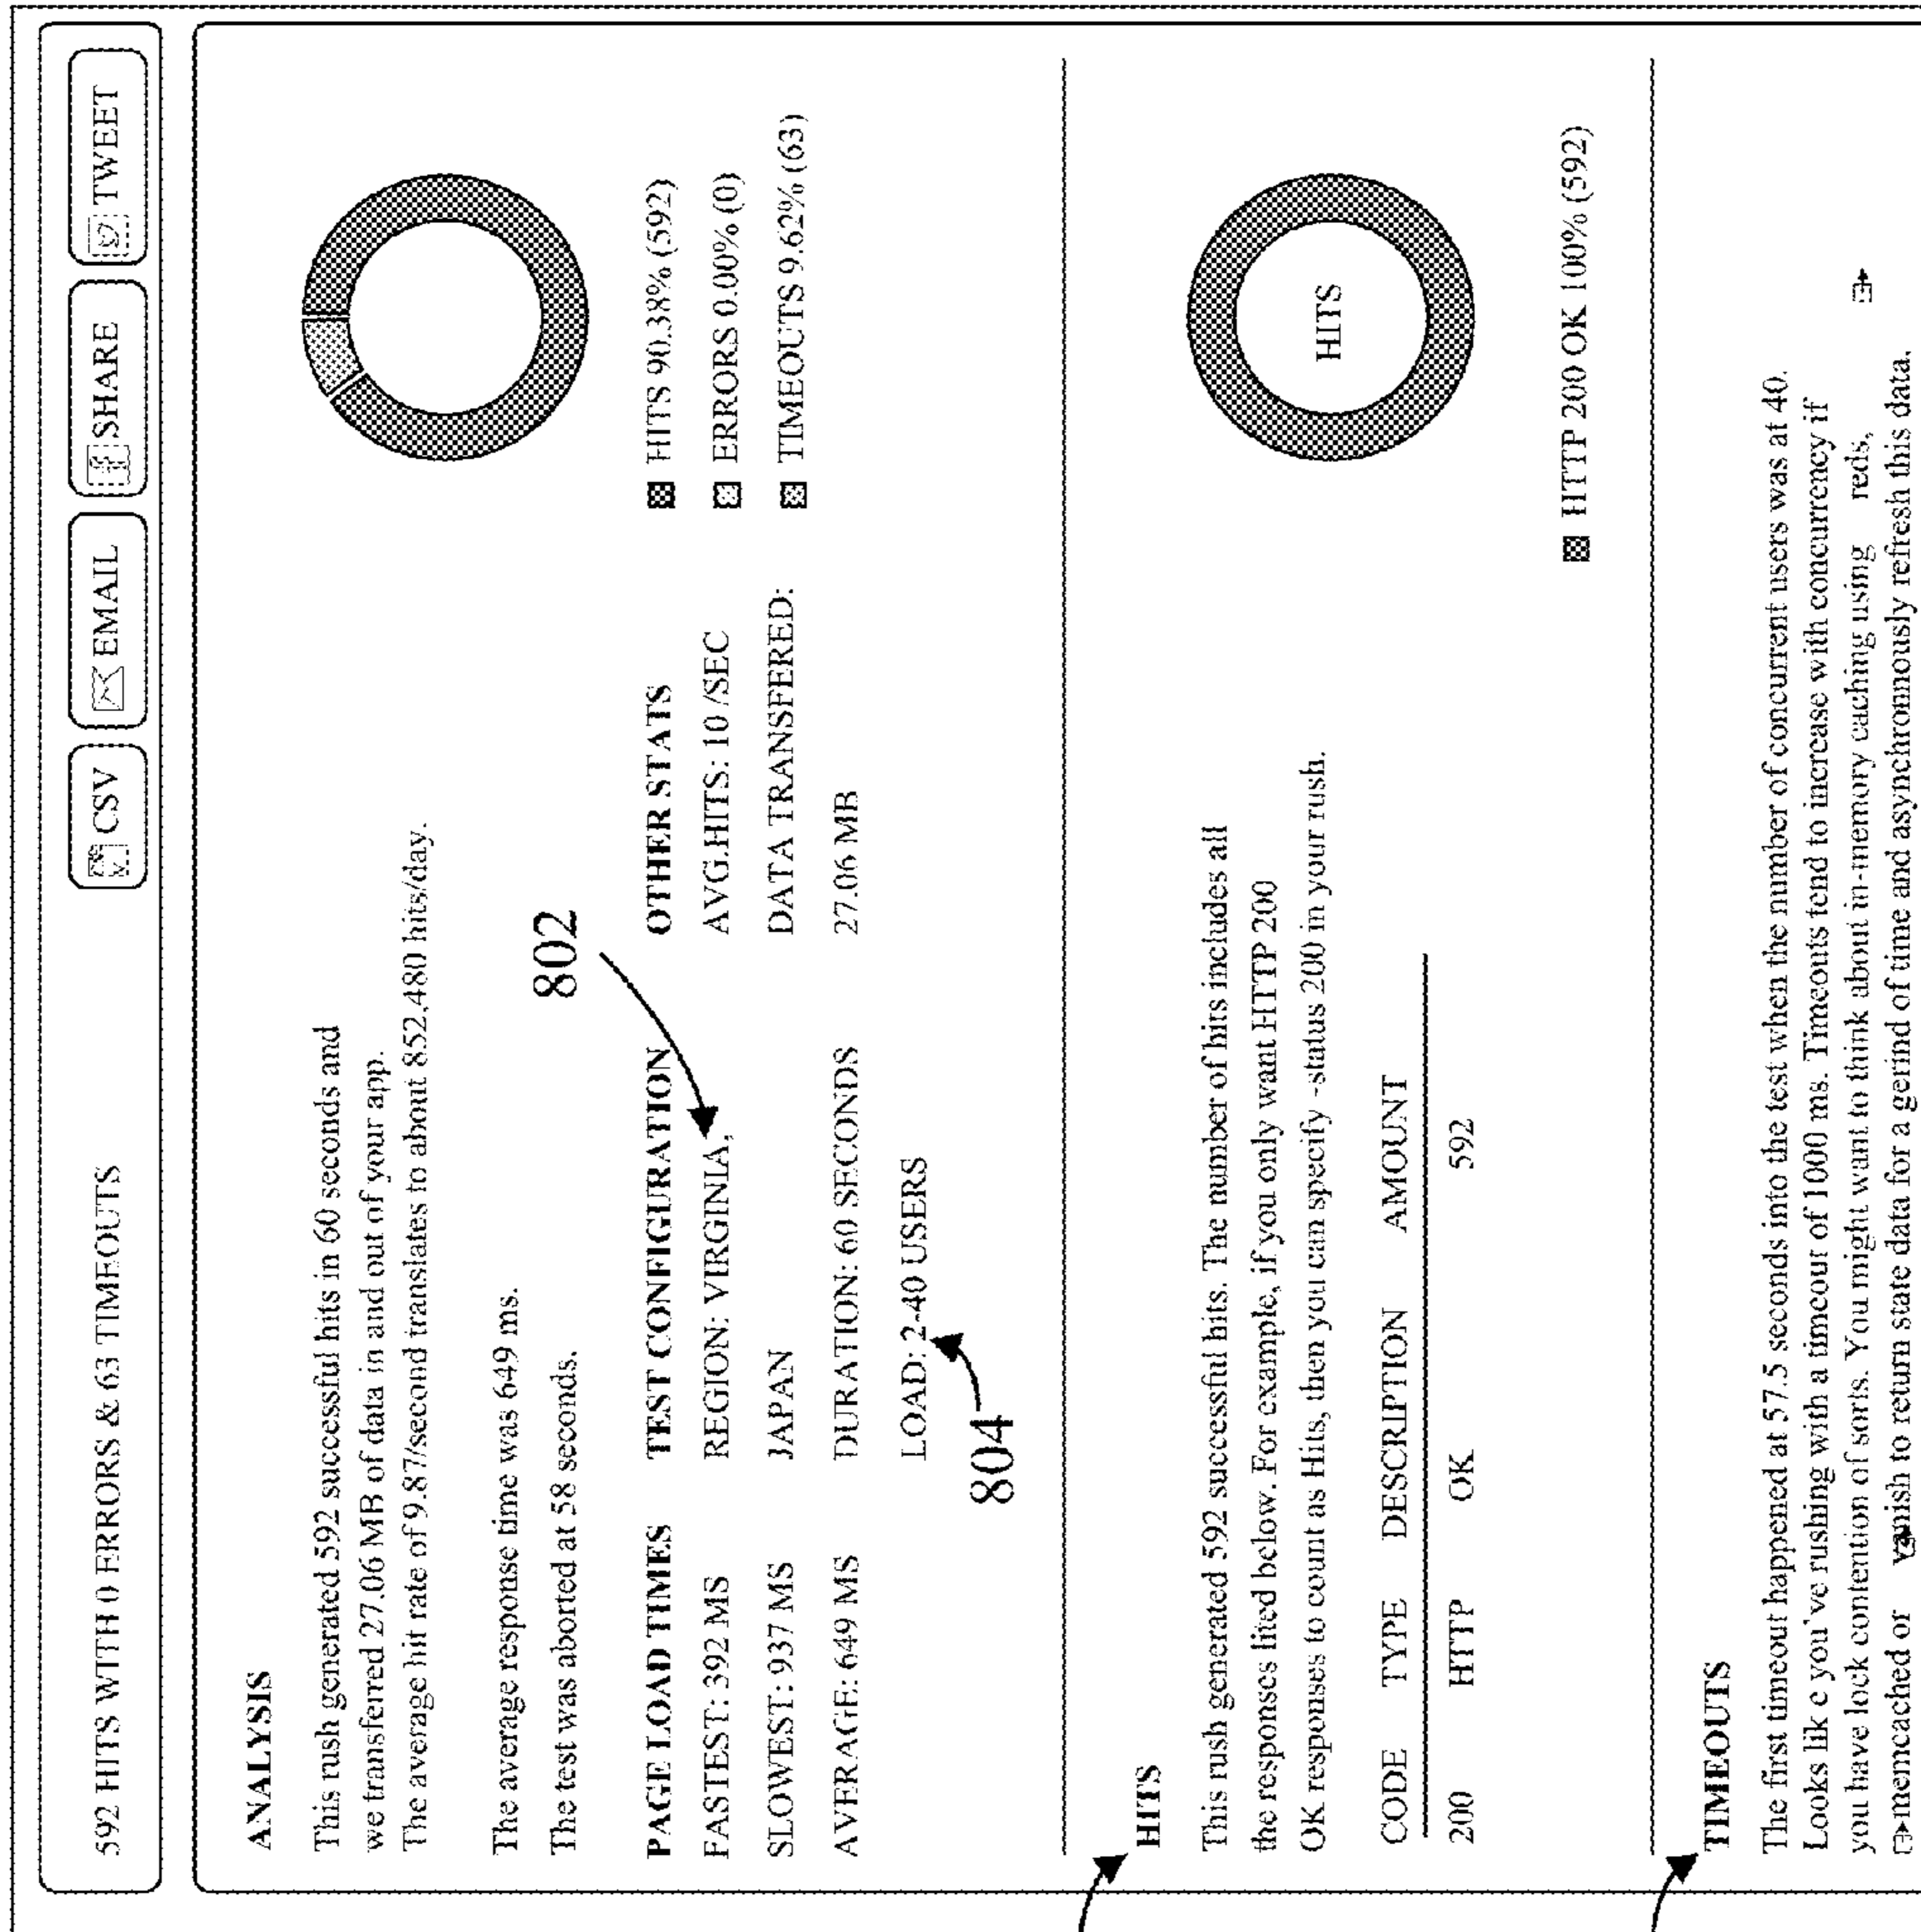 592 HITS WITH 0 ERRORS & 63 TIMEOUTS
CSV
EMAIL
SHARE
TWEET
ANALYSIS
This rush generated 592 successful hits in 60 seconds and
we transferred 27.06 MB of data in and out of your app.
The average hit rate of 9.87/second translates to about 852,480 hits/day.
The average response time was 649 ms.
The test was aborted at 58 seconds.
802
PAGE LOAD TIMES
FASTEST: 392 MS
SLOWEST: 937 MS
AVERAGE: 649 MS
TEST CONFIGURATION
REGION: VIRGINIA,
JAPAN
DURATION: 60 SECONDS
LOAD: 2-40 USERS
804
OTHER STATS
AVG.HITS: 10 /SEC
DATA TRANSFERED:
27.06 MB
HITS 90.38% (592)
ERRORS 0.00% (0)
TIMEOUTS 9.62% (63)
HITS
This rush generated 592 successful hits. The number of hits includes all
the responses lited below. For example, if you only want HTTP 200
OK responses to count as Hits, then you can specify -status 200 in your rush.
CODE TYPE DESCRIPTION AMOUNT
200 HTTP OK 592
HITS
HTTP 200 OK 100% (592)
TIMEOUTS
The first timeout happened at 57.5 seconds into the test when the number of concurrent users was at 40.
Looks lik e you've rushing with a timeout of 1000 ms. Timeouts tend to increase with concurrency if
you have lock contention of sorts. You might want to think about in-memory caching using reds,
memcached or to return state data for a gerind of time and asynchronously refresh this data.